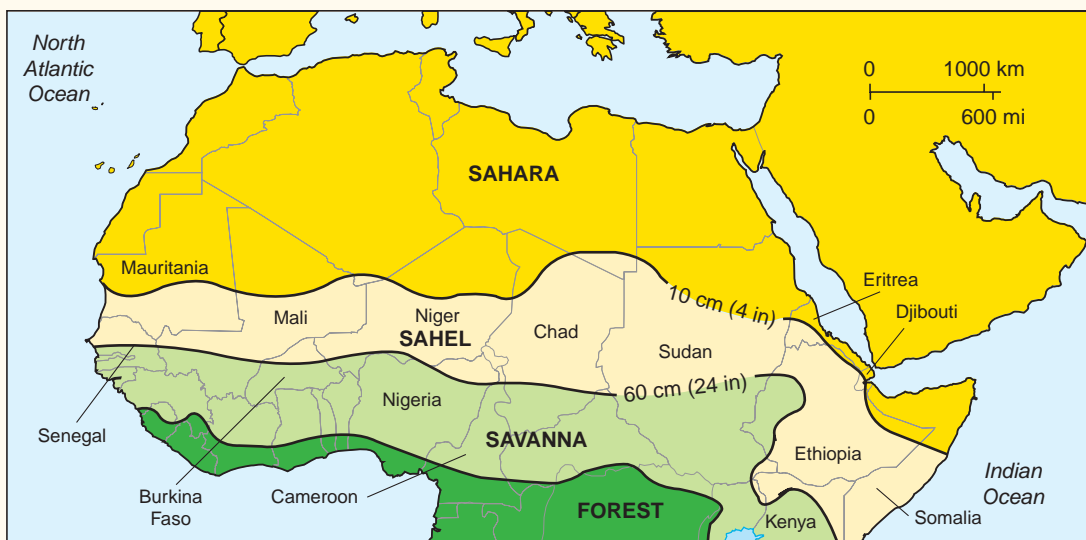 North
Atlantic
Ocean
0 1000 km
0 600 mi
SAHARA
Mauritania
10 cm (4 in)
Eritrea
Djibouti
Mali
Niger
SAHEL
Chad
Sudan
60 cm (24 in)
Nigeria
Senegal
SAVANNA
Ethiopia
Burkina
Faso
Cameroon
FOREST
Kenya
Somalia
Indian
Ocean